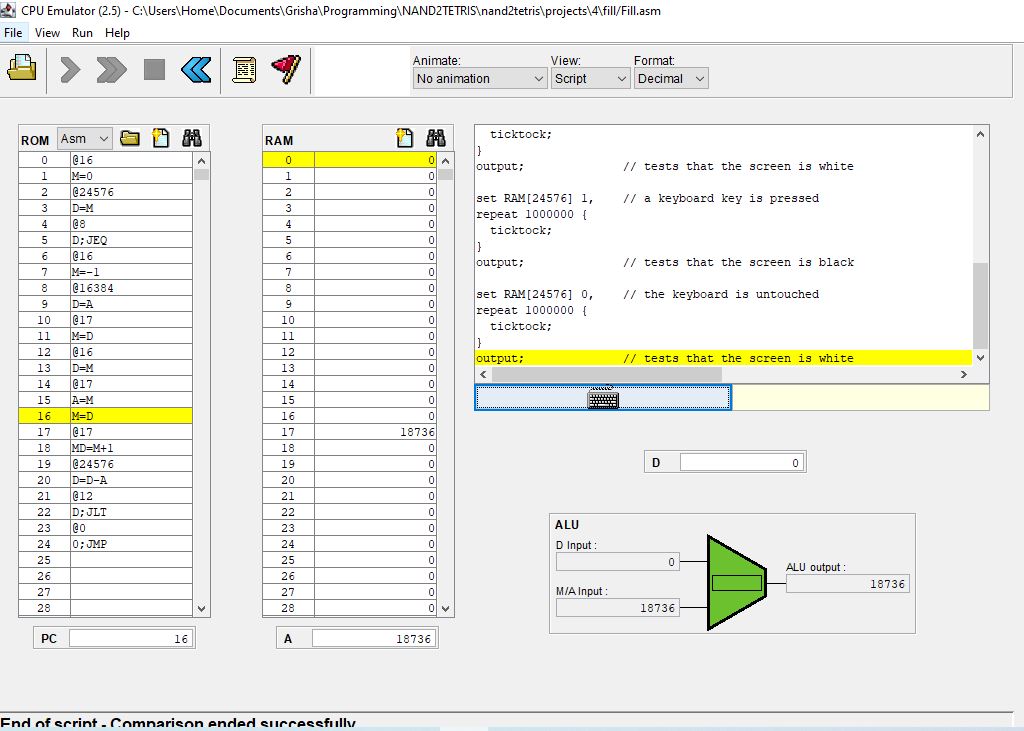 CPU Emulator (2.5) - C:\Users\Home\Documents\Grisha\Programming\NAND2TETRIS\nand2tetris\projects\4\fill/Fill.asm
File View Run Help
Animate: View: Format:
No animation Script Decimal
ROM Asm
0 @16
1 M=0
2 @24576
3 D=M
4 @8
5 D;JEQ
6 @16
7 M=-1
8 @16384
9 D=A
10 @17
11 M=D
12 @16
13 D=M
14 @17
15 A=M
16 M=D
17 @17
18 MD=M+1
19 @24576
20 D=D-A
21 @12
22 D;JLT
23 @0
24 0;JMP
25
26
27
28
PC 16
RAM
0 0
1 0
2 0
3 0
4 0
5 0
6 0
7 0
8 0
9 0
10 0
11 0
12 0
13 0
14 0
15 0
16 0
17 18736
18 0
19 0
20 0
21 0
22 0
23 0
24 0
25 0
26 0
27 0
28 0
A 18736
ticktock;
}
output; // tests that the screen is white
set RAM[24576] 1, // a keyboard key is pressed
repeat 1000000 {
ticktock;
}
output; // tests that the screen is black
set RAM[24576] 0, // the keyboard is untouched
repeat 1000000 {
ticktock;
}
output; // tests that the screen is white
D 0
ALU
D Input :
0
M/A Input :
18736
ALU output :
18736
End of script - Comparison ended successfully